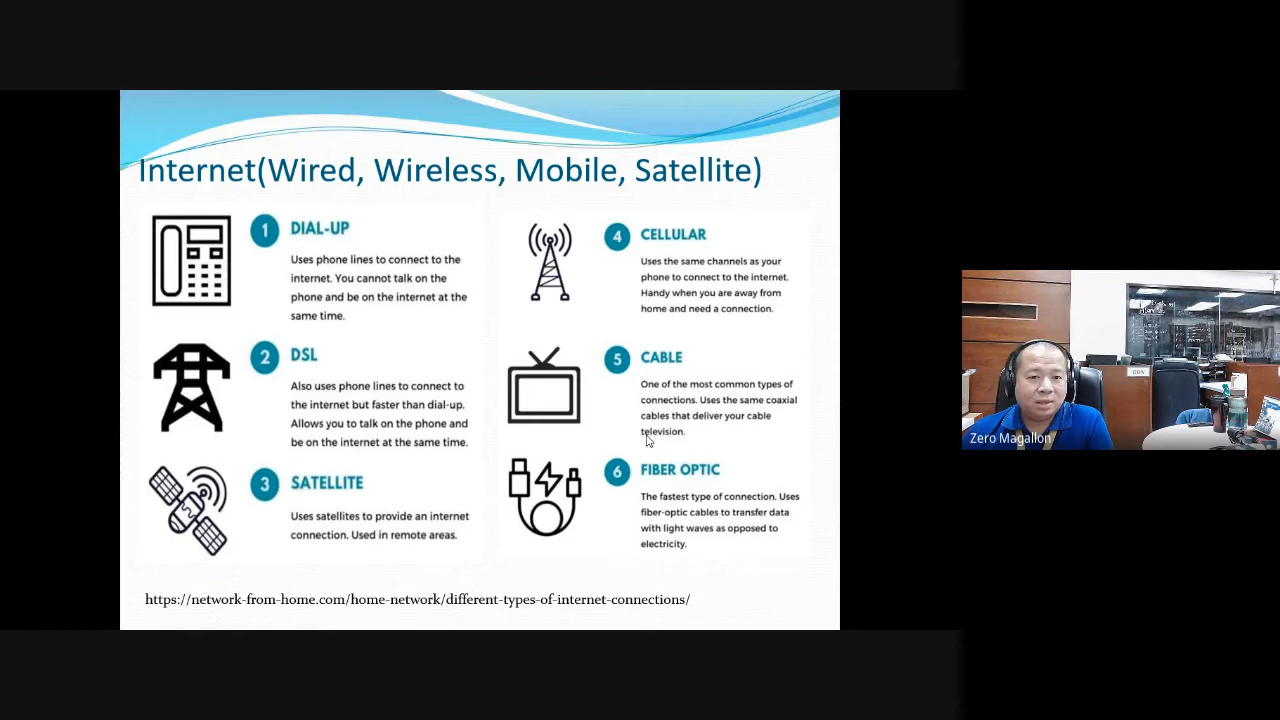 Internet(Wired, Wireless, Mobile, Satellite)
1 DIAL-UP
Uses phone lines to connect to the
internet. You cannot talk on the
phone and be on the internet at the
same time.
2 DSL
Also uses phone lines to connect to
the internet but faster than dial-up.
Allows you to talk on the phone and
be on the internet at the same time.
3 SATELLITE
Uses satellites to provide an internet
connection. Used in remote areas.
4 CELLULAR
Uses the same channels as your
phone to connect to the internet.
Handy when you are away from
home and need a connection.
5 CABLE
One of the most common types of
connections. Uses the same coaxial
cables that deliver your cable
television.
6 FIBER OPTIC
The fastest type of connection. Uses
fiber-optic cables to transfer data
with light waves as opposed to
electricity.
https://network-from-home.com/home-network/different-types-of-internet-connections/
Zero Magallon